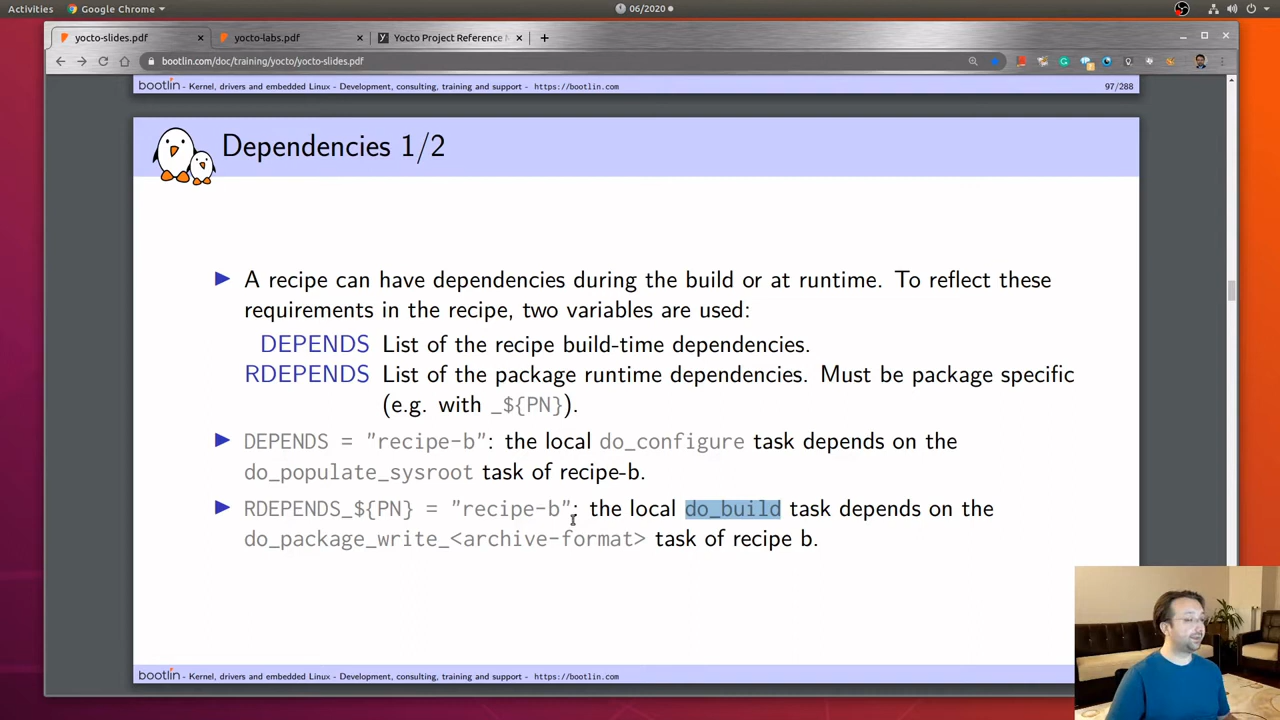 Activities Google Chrome 06/2020
yocto-slides.pdf × yocto-labs.pdf × Yocto Project Reference × +
bootlin.com/doc/training/yocto/yocto-slides.pdf
bootlin - Kernel, drivers and embedded Linux - Development, consulting, training and support - https://bootlin.com 97/288
Dependencies 1/2
A recipe can have dependencies during the build or at runtime. To reflect these
requirements in the recipe, two variables are used:
DEPENDS List of the recipe build-time dependencies.
RDEPENDS List of the package runtime dependencies. Must be package specific
(e.g. with _${PN}).
DEPENDS = "recipe-b": the local do_configure task depends on the
do_populate_sysroot task of recipe-b.
RDEPENDS_${PN} = "recipe-b": the local do_build task depends on the
do_package_write_<archive-format> task of recipe b.
bootlin - Kernel, drivers and embedded Linux - Development, consulting, training and support - https://bootlin.com